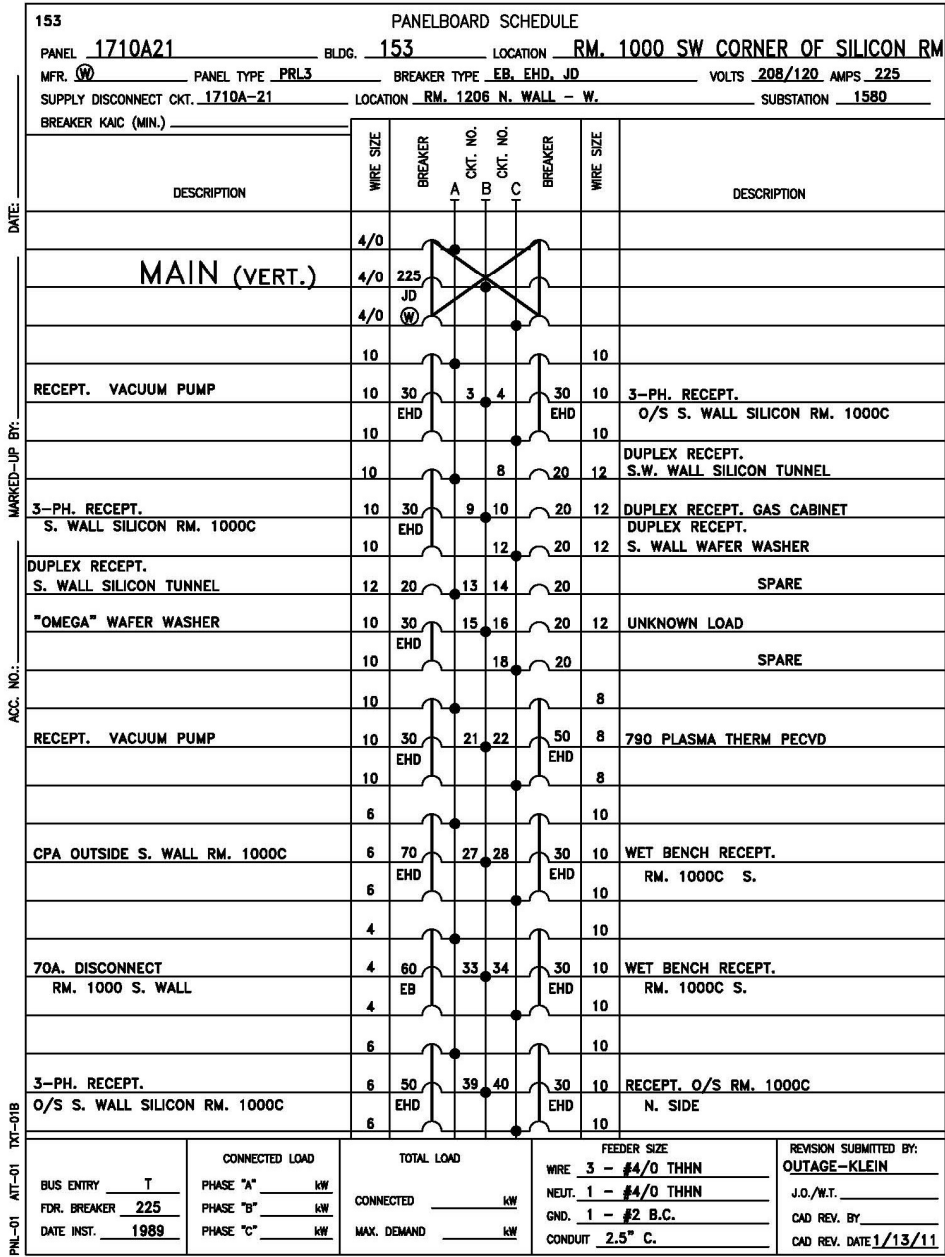 153
PANELBOARD SCHEDULE
PANEL 1710A21 BLDG. 153 LOCATION RM. 1000 SW CORNER OF SILICON RM
MFR. W PANEL TYPE PRL3 BREAKER TYPE EB, EHD, JD VOLTS 208/120 AMPS 225
SUPPLY DISCONNECT CKT. 1710A-21 LOCATION RM. 1206 N. WALL - W. SUBSTATION 1580
BREAKER KAIC (MIN.)
DESCRIPTION WIRE SIZE BREAKER CKT. NO. CKT. NO. BREAKER WIRE SIZE DESCRIPTION
A B C
4/0
MAIN (VERT.) 4/0 225
JD
4/0 W
10 10
RECEPT. VACUUM PUMP 10 30 3 4 30 10 3-PH. RECEPT.
EHD EHD O/S S. WALL SILICON RM. 1000C
10 10
DUPLEX RECEPT.
10 8 20 12 S.W. WALL SILICON TUNNEL
3-PH. RECEPT. 10 30 9 10 20 12 DUPLEX RECEPT. GAS CABINET
S. WALL SILICON RM. 1000C EHD DUPLEX RECEPT.
10 12 20 12 S. WALL WAFER WASHER
DUPLEX RECEPT.
S. WALL SILICON TUNNEL 12 20 13 14 20 SPARE
"OMEGA" WAFER WASHER 10 30 15 16 20 12 UNKNOWN LOAD
EHD
10 18 20 SPARE
10 8
RECEPT. VACUUM PUMP 10 30 21 22 50 8 790 PLASMA THERM PECVD
EHD EHD
10 8
6 10
CPA OUTSIDE S. WALL RM. 1000C 6 70 27 28 30 10 WET BENCH RECEPT.
EHD EHD RM. 1000C S.
6 10
4 10
70A. DISCONNECT 4 60 33 34 30 10 WET BENCH RECEPT.
RM. 1000 S. WALL EB EHD RM. 1000C S.
4 10
6 10
3-PH. RECEPT. 6 50 39 40 30 10 RECEPT. O/S RM. 1000C
O/S S. WALL SILICON RM. 1000C EHD EHD N. SIDE
6 10
CONNECTED LOAD
BUS ENTRY T PHASE "A" kW
FDR. BREAKER 225 PHASE "B" kW
DATE INST. 1989 PHASE "C" kW
TOTAL LOAD
CONNECTED kW
MAX. DEMAND kW
FEEDER SIZE
WIRE 3 - #4/0 THHN
NEUT. 1 - #4/0 THHN
GND. 1 - #2 B.C.
CONDUIT 2.5" C.
REVISION SUBMITTED BY:
OUTAGE-KLEIN
J.O./W.T.
CAD REV. BY
CAD REV. DATE 1/13/11
PNL-01 ATT-01 TXT-01B ACC. NO.: MARKED-UP BY: DATE: